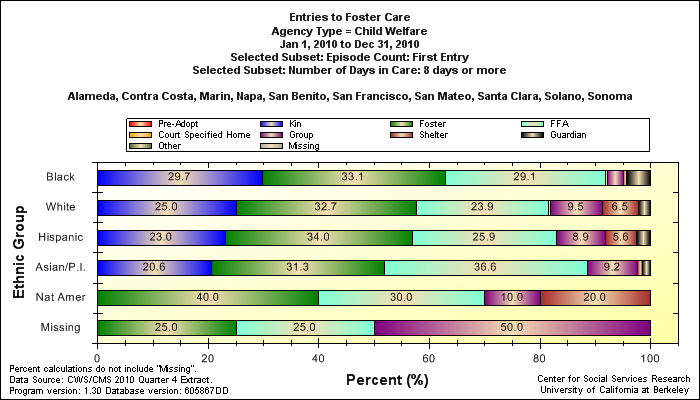 Entries to Foster Care
Agency Type = Child Welfare
Jan 1, 2010 to Dec 31, 2010
Selected Subset: Episode Count: First Entry
Selected Subset: Number of Days in Care: 8 days or more
Alameda, Contra Costa, Marin, Napa, San Benito, San Francisco, San Mateo, Santa Clara, Solano, Sonoma
Pre-Adopt Kin Foster FFA
Court Specified Home Group Shelter Guardian
Other Missing
Ethnic Group
Black 29.7 33.1 29.1
White 25.0 32.7 23.9 9.5 6.5
Hispanic 23.0 34.0 25.9 8.9 5.6
Asian/P.I. 20.6 31.3 36.6 9.2
Nat Amer 40.0 30.0 10.0 20.0
Missing 25.0 25.0 50.0
0 20 40 60 80 100
Percent (%)
Percent calculations do not include "Missing".
Data Source: CWS/CMS 2010 Quarter 4 Extract.
Program version: 1.30 Database version: 605867DD
Center for Social Services Research
University of California at Berkeley